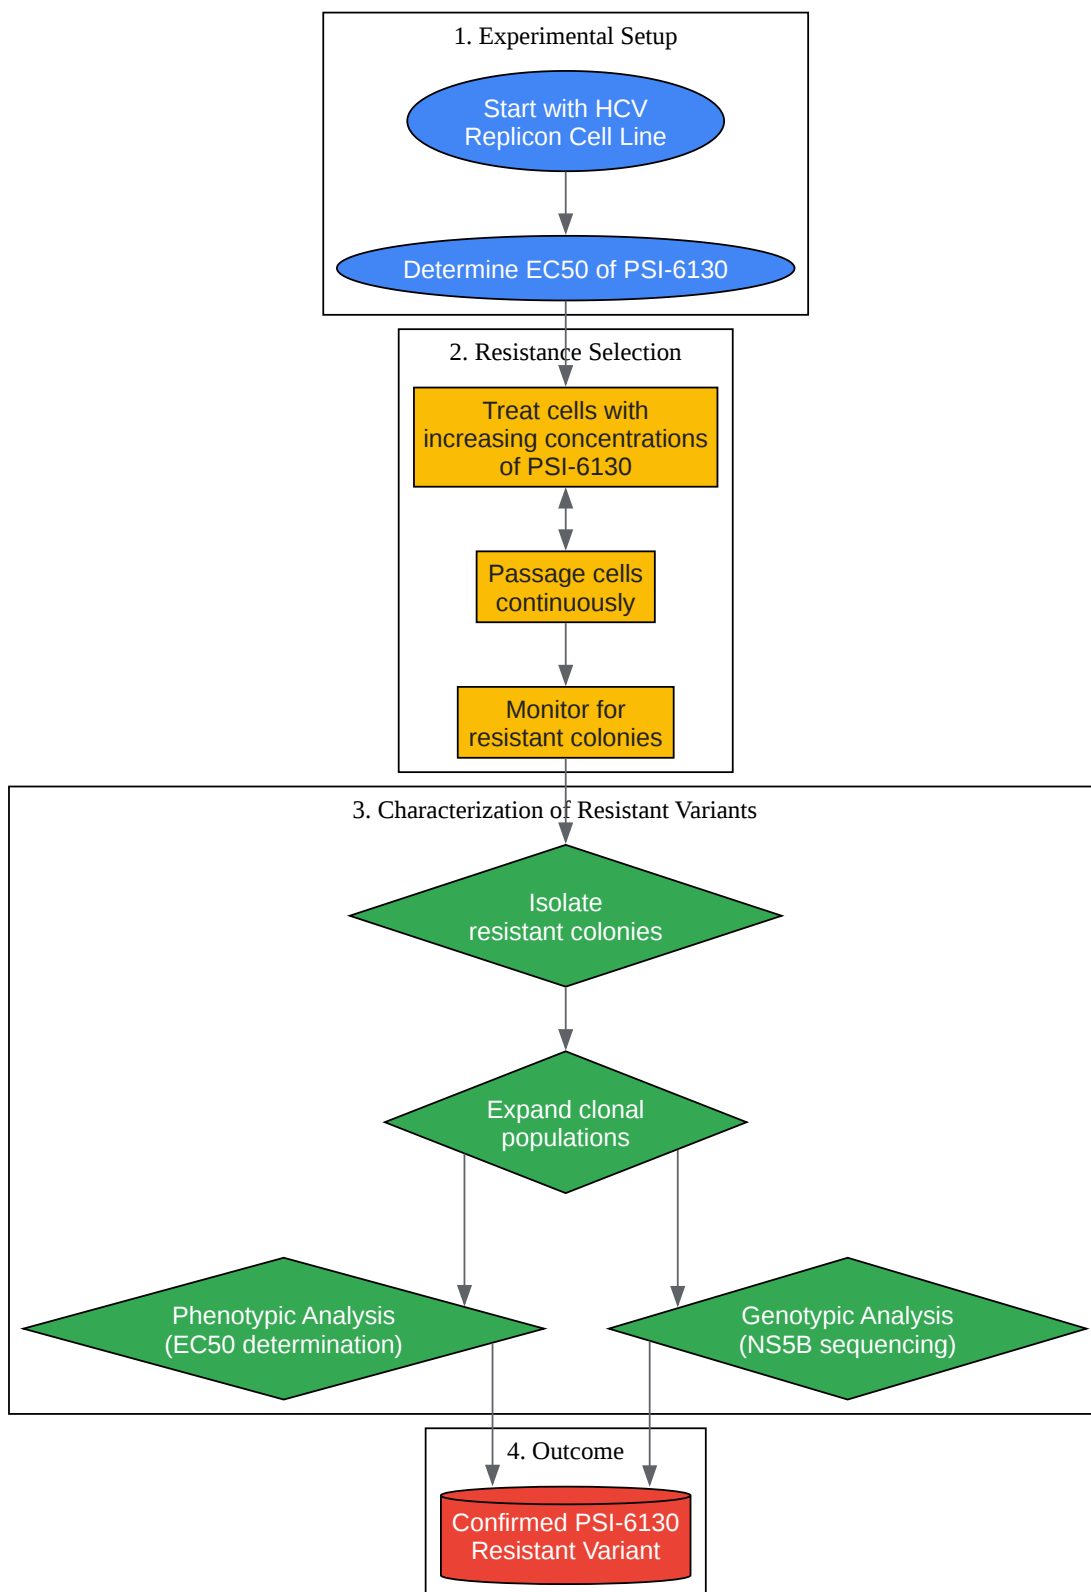 1. Experimental Setup
Start with HCV
Replicon Cell Line
Determine EC50 of PSI-6130
2. Resistance Selection
Treat cells with
increasing concentrations
of PSI-6130
Passage cells
continuously
Monitor for
resistant colonies
3. Characterization of Resistant Variants
Isolate
resistant colonies
Expand clonal
populations
Phenotypic Analysis
(EC50 determination)
Genotypic Analysis
(NS5B sequencing)
4. Outcome
Confirmed PSI-6130
Resistant Variant